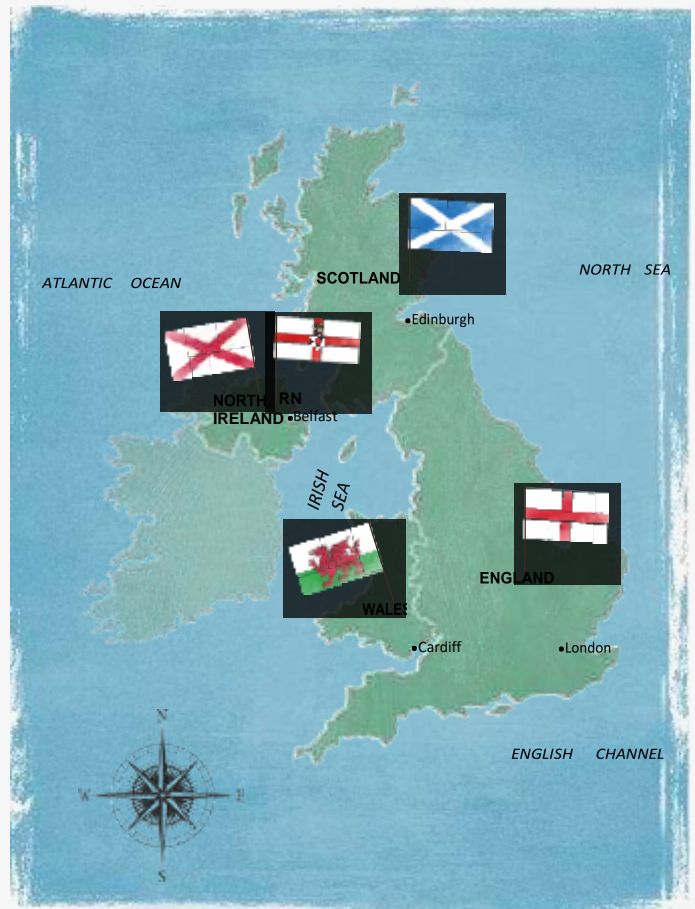 SCOTLAND
ATLANTIC OCEAN
NORTH SEA
Edinburgh
NORTH RN
IRELAND
Belfast
IRISH
SEA
ENGLAND
WALES
Cardiff
London
N
W E
S
ENGLISH CHANNEL